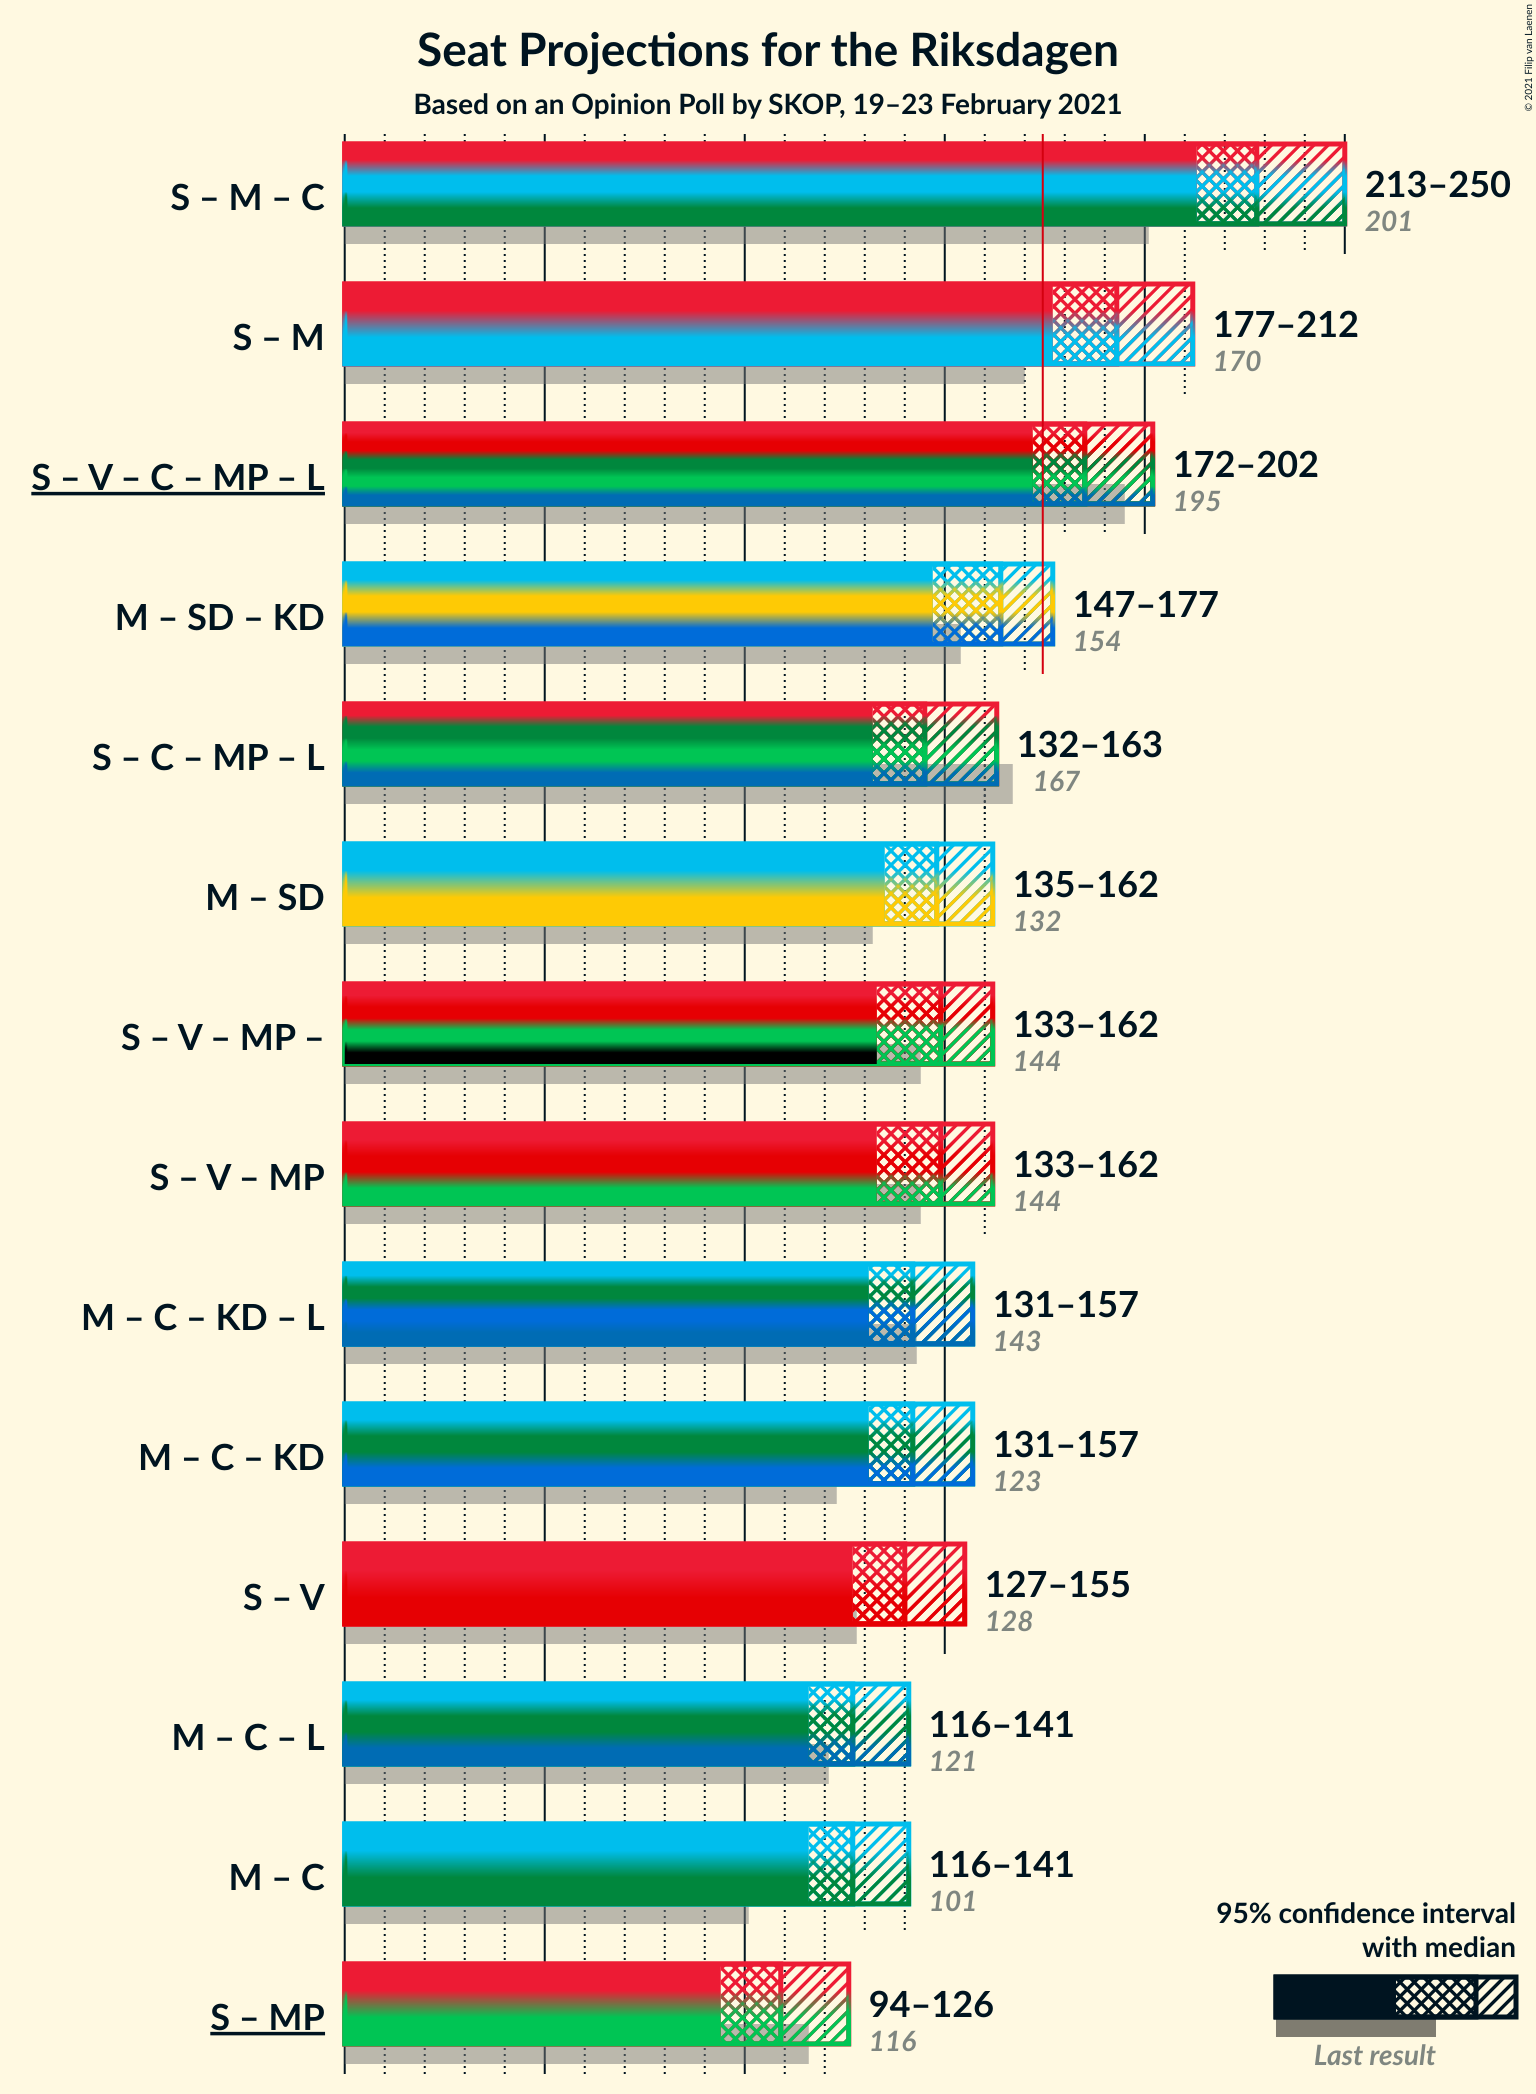 Seat Projections for the Riksdagen
Based on an Opinion Poll by SKOP, 19–23 February 2021
© 2021 Filip van Laenen
S – M – C
213–250
201
S – M
177–212
170
S – V – C – MP – L
172–202
195
M – SD – KD
147–177
154
S – C – MP – L
132–163
167
M – SD
135–162
132
S – V – MP –
133–162
144
S – V – MP
133–162
144
M – C – KD – L
131–157
143
M – C – KD
131–157
123
S – V
127–155
128
M – C – L
116–141
121
M – C
116–141
101
S – MP
94–126
116
95% confidence interval
with median
Last result